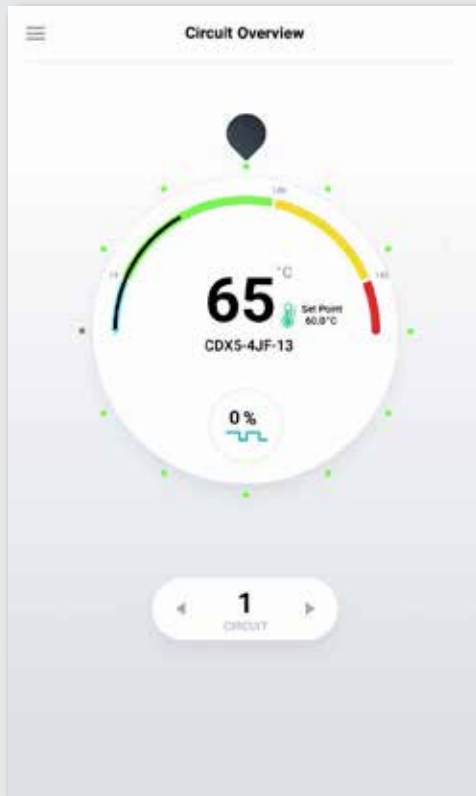 Circuit Overview
°C
65
Set Point
60.0°C
CDX5-4JF-13
0 %
1
CIRCUIT